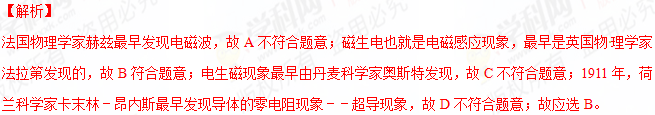 【解析】
法国物理学家赫兹最早发现电磁波，故 A 不符合题意；磁生电也就是电磁感应现象，最早是英国物理学家
法拉第发现的，故 B 符合题意；电生磁现象最早由丹麦科学家奥斯特发现，故 C 不符合题意；1911 年，荷
兰科学家卡末林－昂内斯最早发现导体的零电阻现象－－超导现象，故 D 不符合题意；故应选 B。